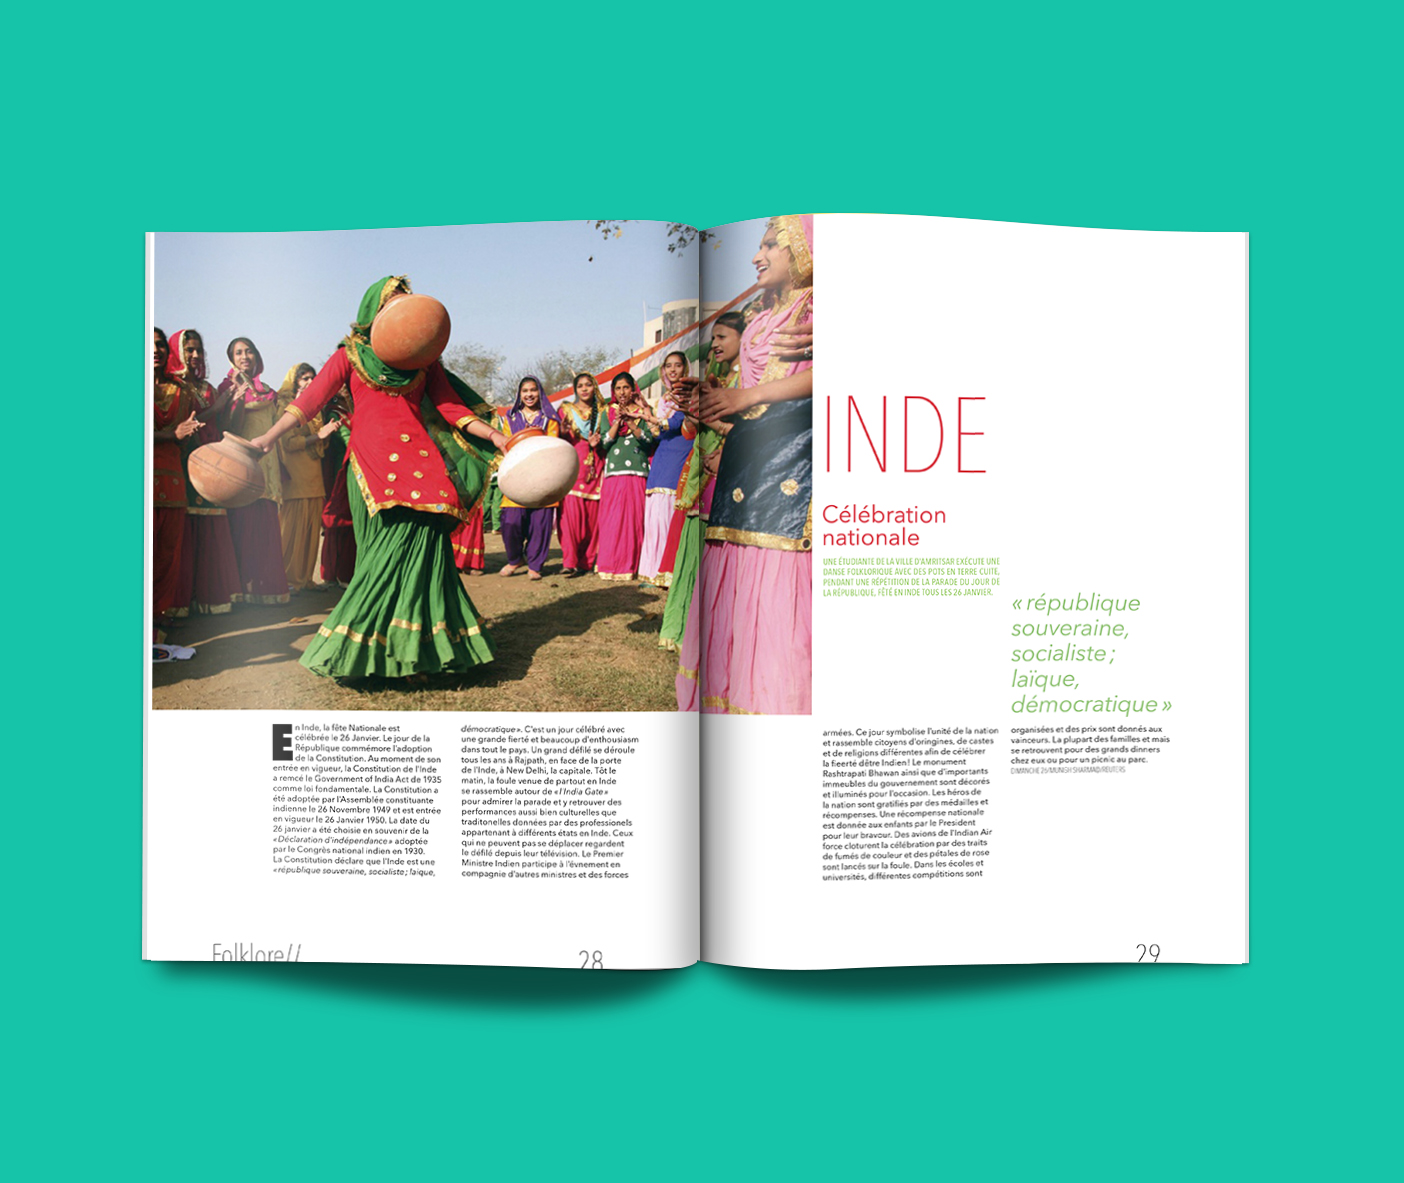 INDE
Célébration
nationale
UNE ÉTUDIANTE DE LA VILLE D'AMRITSAR EXÉCUTE UNE
DANSE FOLKLORIQUE AVEC DES POTS EN TERRE CUITE,
PENDANT UNE RÉPÉTITION DE LA PARADE DU JOUR DE
LA RÉPUBLIQUE, FÊTÉ EN INDE TOUS LES 26 JANVIER.
« république
souveraine,
socialiste ;
laïque,
démocratique »
En Inde, la fête Nationale est
célébrée le 26 Janvier. Le jour de la
République commémore l'adoption
de la Constitution. Au moment de son
entrée en vigueur, la Constitution de l'Inde
a remcé le Government of India Act de 1935
comme loi fondamentale. La Constitution a
été adoptée par l'Assemblée constituante
indienne le 26 Novembre 1949 et est entrée
en vigueur le 26 Janvier 1950. La date du
26 janvier a été choisie en souvenir de la
« Déclaration d'indépendance » adoptée
par le Congrès national indien en 1930.
La Constitution déclare que l'Inde est une
« république souveraine, socialiste ; laïque,
démocratique ». C'est un jour célébré avec
une grande fierté et beaucoup d'enthousiasm
dans tout le pays. Un grand défilé se déroule
tous les ans à Rajpath, en face de la porte
de l'Inde, à New Delhi, la capitale. Tôt le
matin, la foule venue de partout en Inde
se rassemble autour de « l'India Gate »
pour admirer la parade et y retrouver des
performances aussi bien culturelles que
traditonelles données par des professionels
appartenant à différents états en Inde. Ceux
qui ne peuvent pas se déplacer regardent
le défilé depuis leur télévision. Le Premier
Ministre Indien participe à l'évnement en
compagnie d'autres ministres et des forces
armées. Ce jour symbolise l'unité de la nation
et rassemble citoyens d'oringines, de castes
et de religions différentes afin de célébrer
la fieerté dêtre Indien ! Le monument
Rashtrapati Bhawan ainsi que d'importants
immeubles du gouvernement sont décorés
et illuminés pour l'occasion. Les héros de
la nation sont gratifiés par des médailles et
récompenses. Une récompense nationale
est donnée aux enfants par le President
pour leur bravour. Des avions de l'Indian Air
force cloturent la célébration par des traits
de fumés de couleur et des pétales de rose
sont lancés sur la foule. Dans les écoles et
universités, différentes compétitions sont
organisées et des prix sont donnés aux
vainceurs. La plupart des familles et mais
se retrouvent pour des grands dinners
chez eux ou pour un picnic au parc.
DIMANCHE 26/MUNISH SHARMAD/REUTERS
Folklore//
28
29